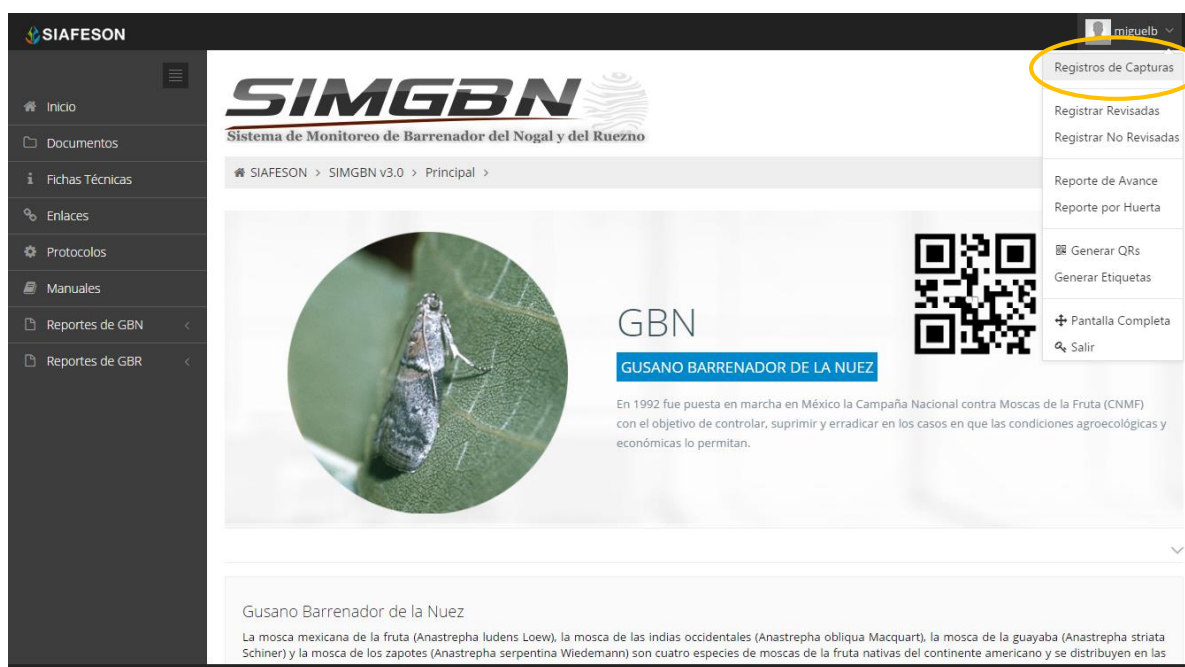 SIAFESON
miguelb
Registros de Capturas
Registrar Revisadas
Registrar No Revisadas
Reporte de Avance
Reporte por Huerta
Generar QRs
Generar Etiquetas
Pantalla Completa
Salir
Inicio
Documentos
Fichas Técnicas
Enlaces
Protocolos
Manuales
Reportes de GBN
Reportes de GBR
SIMGBN
Sistema de Monitoreo de Barrenador del Nogal y del Ruezno
SIAFESON > SIMGBN v3.0 > Principal >
GBN
GUSANO BARRENADOR DE LA NUEZ
En 1992 fue puesta en marcha en México la Campaña Nacional contra Moscas de la Fruta (CNMF)
con el objetivo de controlar, suprimir y erradicar en los casos en que las condiciones agroecológicas y
económicas lo permitan.
Gusano Barrenador de la Nuez
La mosca mexicana de la fruta (Anastrepha ludens Loew), la mosca de las indias occidentales (Anastrepha obliqua Macquart), la mosca de la guayaba (Anastrepha striata
Schiner) y la mosca de los zapotes (Anastrepha serpentina Wiedemann) son cuatro especies de moscas de la fruta nativas del continente americano y se distribuyen en las